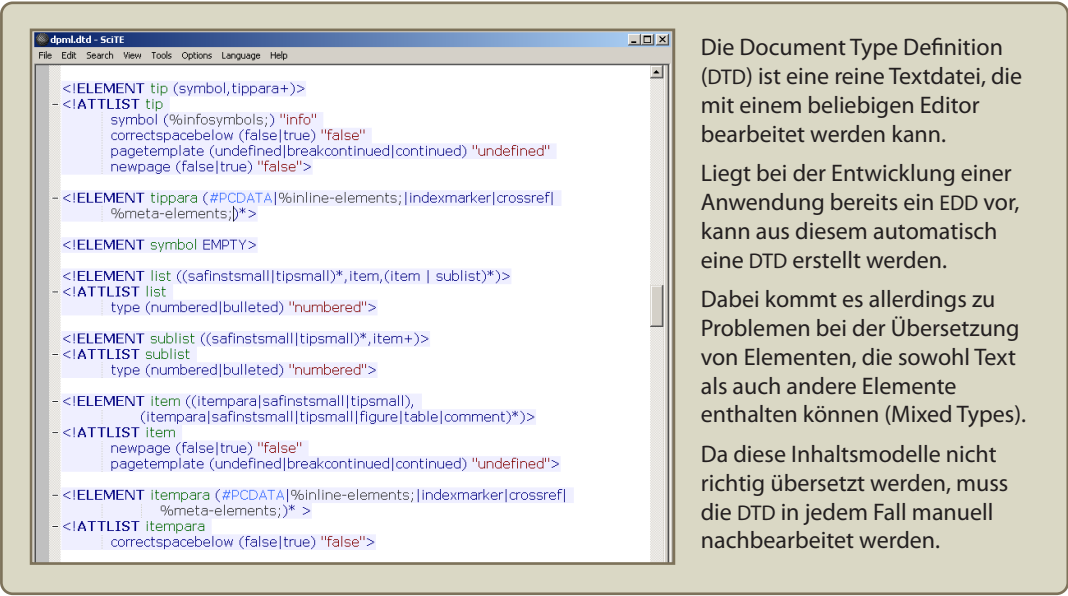 dpml.dtd - SciTE
File Edit Search View Tools Options Language Help
<!ELEMENT tip (symbol,tippara+)>
<!ATTLIST tip
symbol (%infosymbols;) "info"
correctspacebelow (false|true) "false"
pagetemplate (undefined|breakcontinued|continued) "undefined"
newpage (false|true) "false">
<!ELEMENT tippara (#PCDATA|%inline-elements;|indexmarker|crossref|
%meta-elements;)*>
<!ELEMENT symbol EMPTY>
<!ELEMENT list ((safinstsmall|tipsmall)*,item,(item | sublist)*)>
<!ATTLIST list
type (numbered|bulleted) "numbered">
<!ELEMENT sublist ((safinstsmall|tipsmall)*,item+)>
<!ATTLIST sublist
type (numbered|bulleted) "numbered">
<!ELEMENT item ((itempara|safinstsmall|tipsmall),
(itempara|safinstsmall|tipsmall|figure|table|comment)*)>
<!ATTLIST item
newpage (false|true) "false"
pagetemplate (undefined|breakcontinued|continued) "undefined">
<!ELEMENT itempara (#PCDATA|%inline-elements;|indexmarker|crossref|
%meta-elements;)* >
<!ATTLIST itempara
correctspacebelow (false|true) "false">
Die Document Type Definition
(DTD) ist eine reine Textdatei, die
mit einem beliebigen Editor
bearbeitet werden kann.
Liegt bei der Entwicklung einer
Anwendung bereits ein EDD vor,
kann aus diesem automatisch
eine DTD erstellt werden.
Dabei kommt es allerdings zu
Problemen bei der Übersetzung
von Elementen, die sowohl Text
als auch andere Elemente
enthalten können (Mixed Types).
Da diese Inhaltsmodelle nicht
richtig übersetzt werden, muss
die DTD in jedem Fall manuell
nachbearbeitet werden.